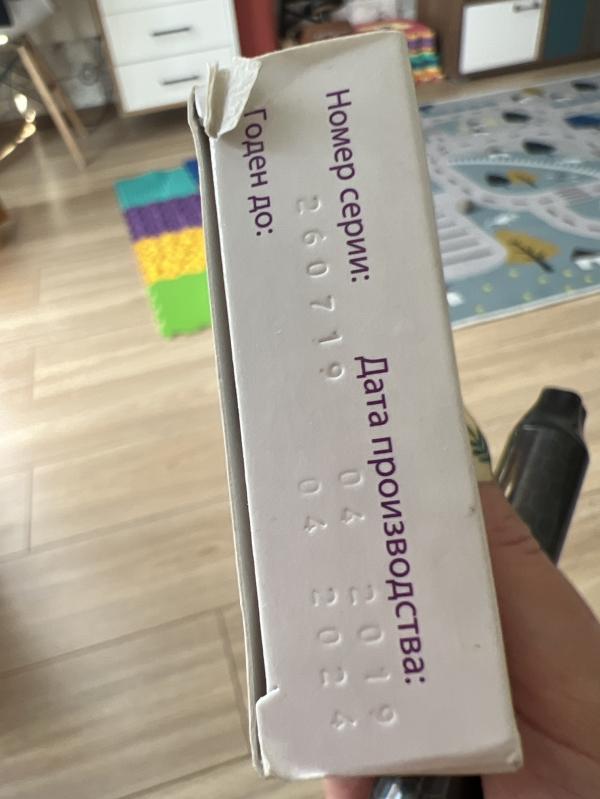 Номер серии: Дата производства:
260719 04 2019
Годен до: 04 2024